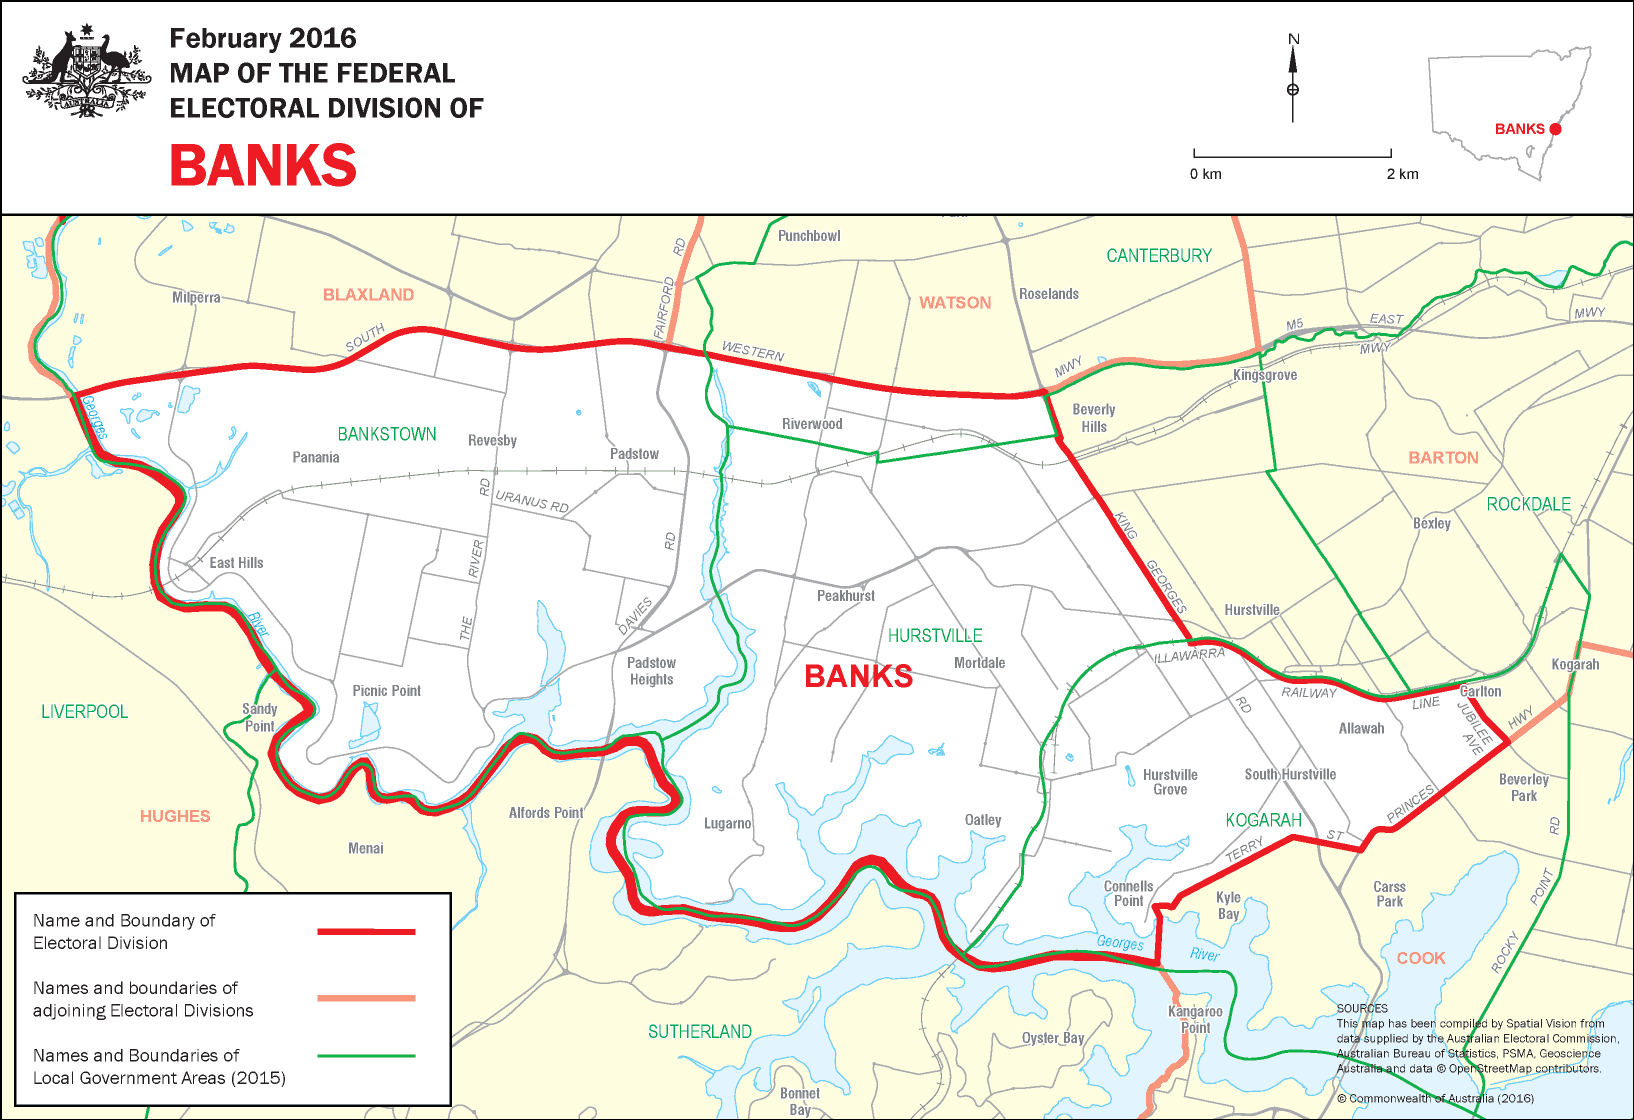 February 2016
MAP OF THE FEDERAL
ELECTORAL DIVISION OF
BANKS
AUSTRALIA
N
0 km
2 km
BANKS
Punchbowl
CANTERBURY
RD
Milperra
BLAXLAND
FAIRFORD
WATSON
Roselands
SOUTH
WESTERN
MWY
M5
EAST
MWY
MWY
Kingsgrove
Georges
BANKSTOWN
Revesby
Panania
Padstow
Riverwood
Beverly
Hills
BARTON
RD
URANUS RD
ROCKDALE
Bexley
KING
GEORGES
RD
East Hills
RIVER
THE
River
DAVIES
RD
Peakhurst
HURSTVILLE
Hurstville
BANKS
Mortdale
ILLAWARRA
RAILWAY
LINE
Kogarah
Carlton
JUBILEE
AVE
HWY
Allawah
Padstow
Heights
Picnic Point
LIVERPOOL
Sandy
Point
Hurstville
Grove
South Hurstville
Beverley
Park
PRINCES
HUGHES
Alfords Point
Lugarno
Oatley
KOGARAH
TERRY
ST
RD
POINT
ROCKY
Menai
Connells
Point
Kyle
Bay
Carss
Park
Georges
River
COOK
Kangaroo
Point
SUTHERLAND
Oyster Bay
Bonnet
Bay
Name and Boundary of
Electoral Division
Names and boundaries of
adjoining Electoral Divisions
Names and Boundaries of
Local Government Areas (2015)
SOURCES
This map has been compiled by Spatial Vision from
data supplied by the Australian Electoral Commission,
Australian Bureau of Statistics, PSMA, Geoscience
Australia and data © OpenStreetMap contributors.
© Commonwealth of Australia (2016)